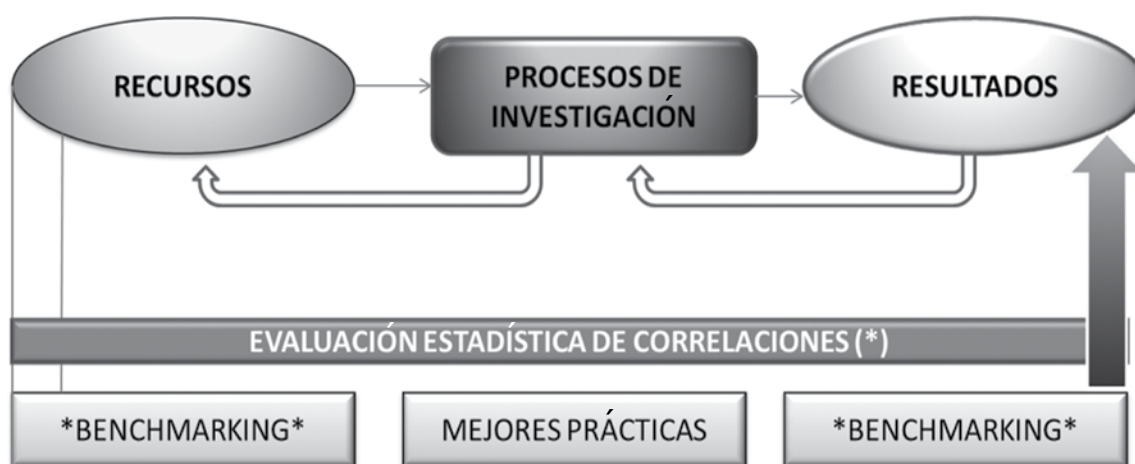 RECURSOS
PROCESOS DE
INVESTIGACIÓN
RESULTADOS
EVALUACIÓN ESTADÍSTICA DE CORRELACIONES (*)
*BENCHMARKING*
MEJORES PRÁCTICAS
*BENCHMARKING*